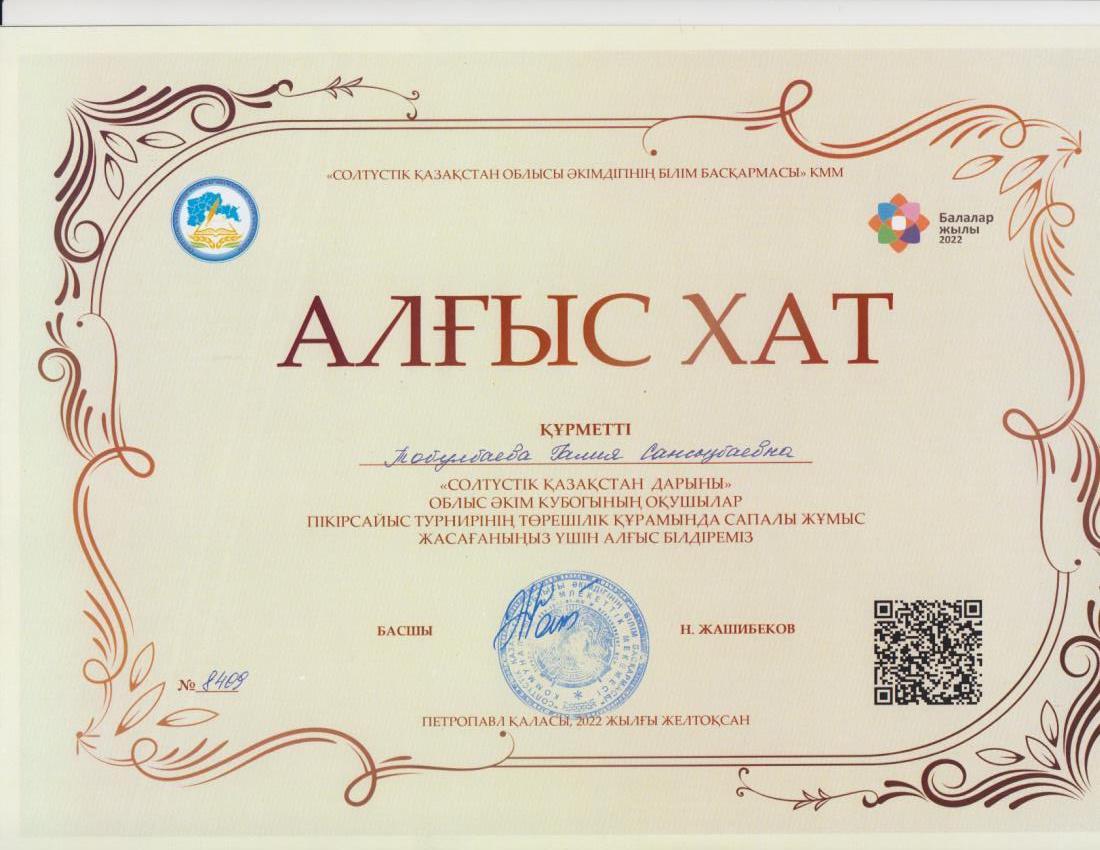 «СОЛТҮСТІК ҚАЗАҚСТАН ОБЛЫСЫ ӘКІМДІГІНІҢ БІЛІМ БАСҚАРМАСЫ» КММ
Балалар
жылы
2022
АЛҒЫС ХАТ
ҚҰРМЕТТІ
Тобулбаева Галия
«СОЛТҮСТІК ҚАЗАҚСТАН ДАРЫНЫ»
ОБЛЫС ӘКІМ КУБОГЫНЫҢ ОҚУШЫЛАР
ПІКІРСАЙЫС ТУРНИРІНІҢ ТӨРЕШІЛІК ҚҰРАМЫНДА САПАЛЫ ЖҰМЫС
ЖАСАҒАНЫҢЫЗ ҮШІН АЛҒЫС БІЛДІРЕМІЗ
БАСШЫ
Н. ЖАШИБЕКОВ
№ 8409
ПЕТРОПАВЛ ҚАЛАСЫ, 2022 ЖЫЛҒЫ ЖЕЛТОҚСАН